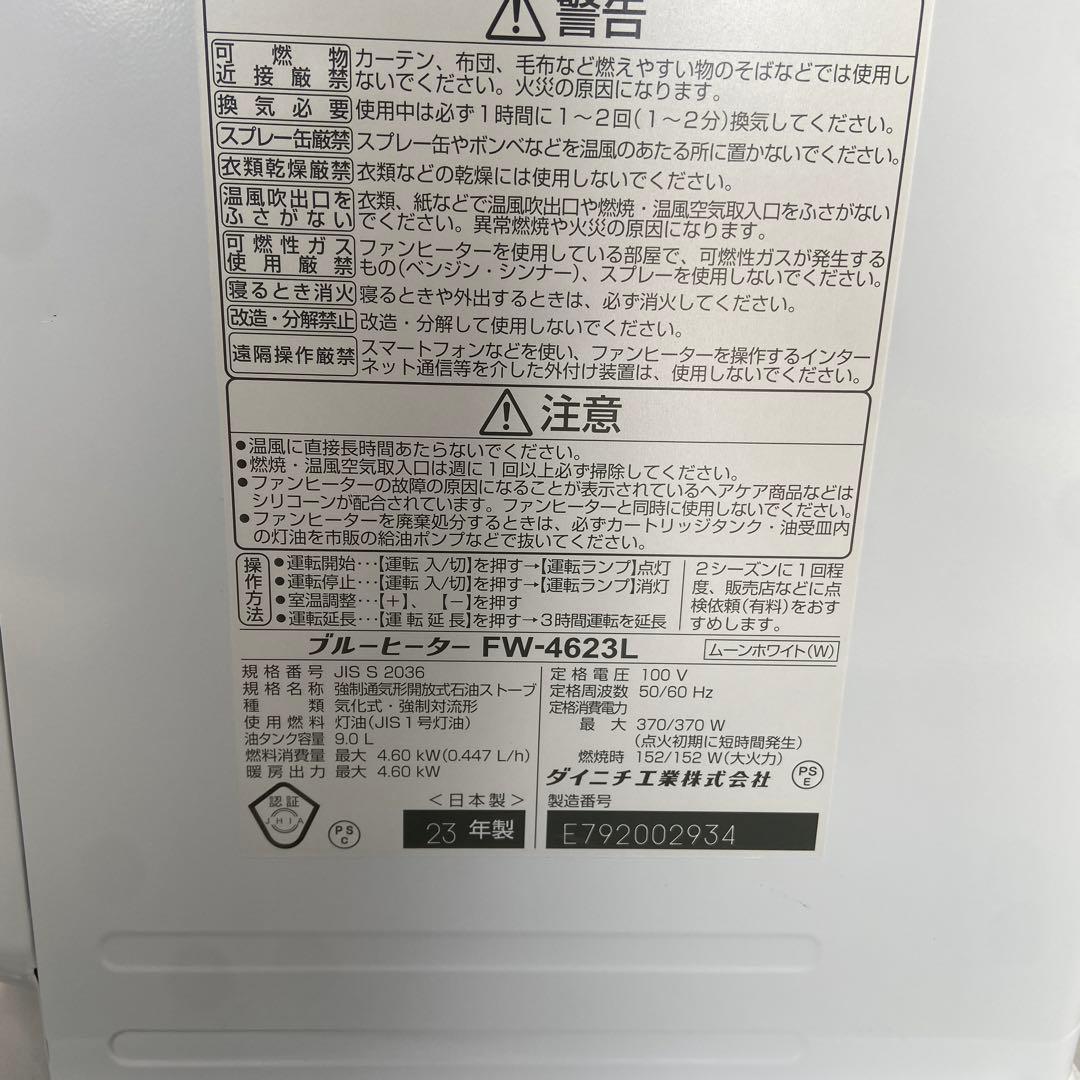 警告
可燃物近接厳禁
カーテン、布団、毛布など燃えやすい物のそばなどでは使用し
ないでください。火災の原因になります。
換気必要
使用中は必ず1時間に1〜2回(1〜2分)換気してください。
スプレー缶厳禁
スプレー缶やボンベなどを温風のあたる所に置かないでください。
衣類乾燥厳禁
衣類などの乾燥には使用しないでください。
温風吹出口をふさがない
衣類、紙などで温風吹出口や燃焼・温風空気取入口をふさがない
でください。異常燃焼や火災の原因になります。
可燃性ガス使用厳禁
ファンヒーターを使用している部屋で、可燃性ガスが発生する
もの(ベンジン・シンナー)、スプレーを使用しないでください。
寝るとき消火
寝るときや外出するときは、必ず消火してください。
改造・分解禁止
改造・分解して使用しないでください。
遠隔操作厳禁
スマートフォンなどを使い、ファンヒーターを操作するインター
ネット通信等を介した外付け装置は、使用しないでください。
注意
●温風に直接長時間あたらないでください。
●燃焼・温風空気取入口は週に1回以上必ず掃除してください。
●ファンヒーターの故障の原因になることが表示されているヘアケア商品などは
シリコーンが配合されています。ファンヒーターと同時に使用しないでください。
●ファンヒーターを廃棄処分するときは、必ずカートリッジタンク・油受皿内
の灯油を市販の給油ポンプなどで抜いてください。
操作方法
●運転開始…【運転 入/切】を押す→【運転ランプ】点灯
●運転停止…【運転 入/切】を押す→【運転ランプ】消灯
●室温調整…【+】、【−】を押す
●運転延長…【運転延長】を押す→3時間運転を延長
2シーズンに1回程
度、販売店などに点
検依頼(有料)をおす
すめします。
ブルーヒーター FW-4623L
ムーンホワイト(W)
規格番号 JIS S 2036
規格名称 強制通気形開放式石油ストーブ
種類 気化式・強制対流形
使用燃料 灯油(JIS1号灯油)
油タンク容量 9.0 L
燃料消費量 最大 4.60 kW(0.447 L/h)
暖房出力 最大 4.60 kW
定格電圧 100 V
定格周波数 50/60 Hz
定格消費電力
最大 370/370 W
(点火初期に短時間発生)
燃焼時 152/152 W(大火力)
ダイニチ工業株式会社
PS
E
認証
JHIA
PS
C
<日本製>
23 年製
製造番号
E792002934